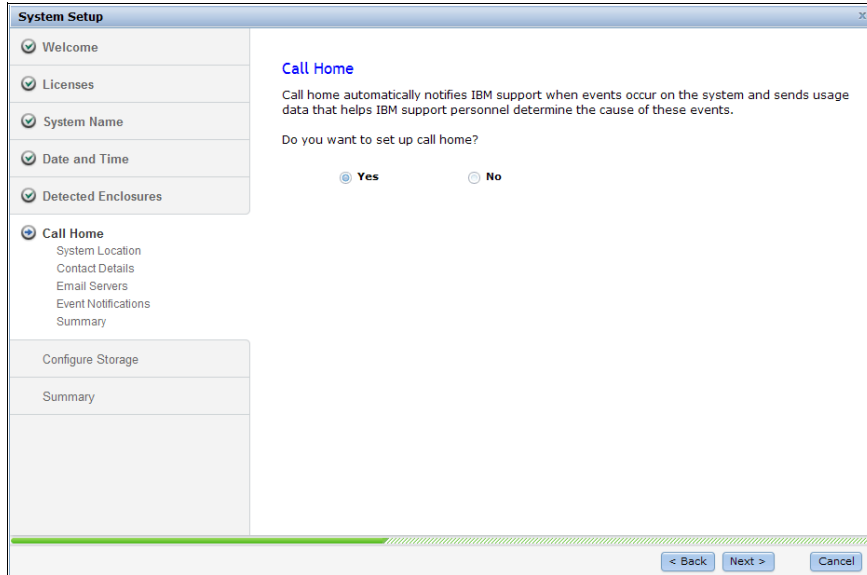 System Setup
x
Welcome
Licenses
System Name
Date and Time
Detected Enclosures
Call Home
System Location
Contact Details
Email Servers
Event Notifications
Summary
Configure Storage
Summary
Call Home
Call home automatically notifies IBM support when events occur on the system and sends usage
data that helps IBM support personnel determine the cause of these events.
Do you want to set up call home?
Yes No
< Back Next > Cancel